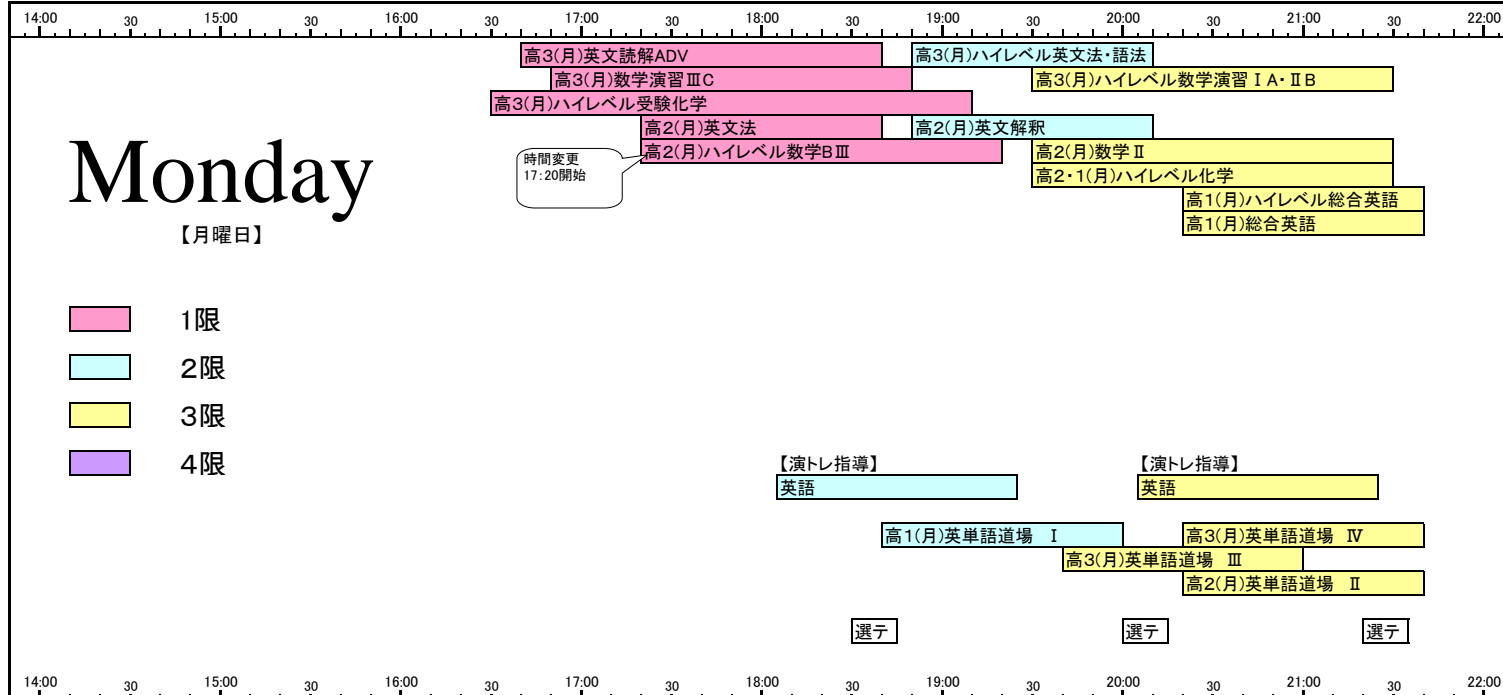 14:00 30 15:00 30 16:00 30 17:00 30 18:00 30 19:00 30 20:00 30 21:00 30 22:00
高3(月)英文読解ADV 高3(月)ハイレベル英文法・語法
高3(月)数学演習ⅢC 高3(月)ハイレベル数学演習ⅠA・ⅡB
高3(月)ハイレベル受験化学
高2(月)英文法 高2(月)英文解釈
高2(月)ハイレベル数学BⅢ 高2(月)数学Ⅱ
時間変更
17:20開始
高2・1(月)ハイレベル化学
高1(月)ハイレベル総合英語
高1(月)総合英語
Monday
【月曜日】
1限
2限
3限
4限
【演トレ指導】 【演トレ指導】
英語 英語
高1(月)英単語道場 Ⅰ 高3(月)英単語道場 Ⅳ
高3(月)英単語道場 Ⅲ
高2(月)英単語道場 Ⅱ
選テ 選テ 選テ
14:00 30 15:00 30 16:00 30 17:00 30 18:00 30 19:00 30 20:00 30 21:00 30 22:00